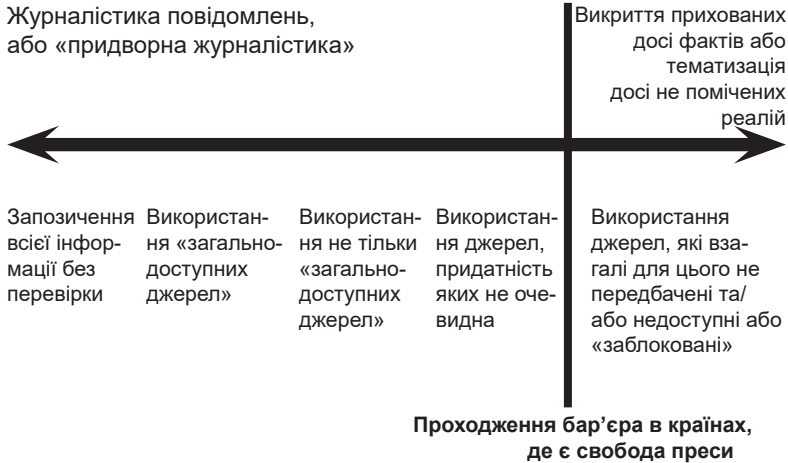 Журналістика повідомлень,
або «придворна журналістика»
Викриття прихованих
досі фактів або
тематизація
досі не помічених
реалій
Запозичення
всієї інфор-
мації без
перевірки
Використан-
ня «загально-
доступних
джерел»
Використан-
ня не тільки
«загально-
доступних
джерел»
Використан-
ня джерел,
придатність
яких не оче-
видна
Використання
джерел, які вза-
галі для цього не
передбачені та/
або недоступні або
«заблоковані»
Проходження бар’єра в країнах,
де є свобода преси